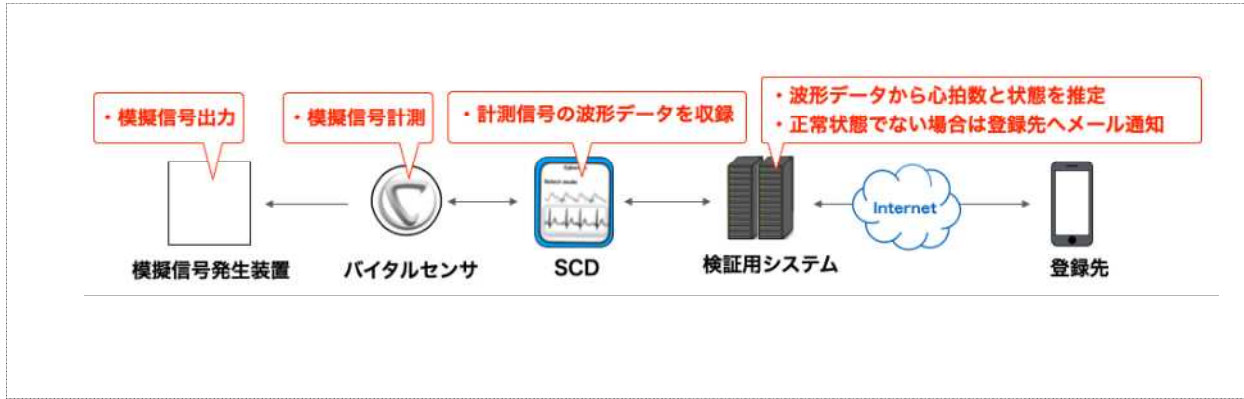 ・模擬信号出力
・模擬信号計測
・計測信号の波形データを収録
・波形データから心拍数と状態を推定
・正常状態でない場合は登録先へメール通知
Select mode
Internet
模擬信号発生装置
バイタルセンサ
SCD
検証用システム
登録先